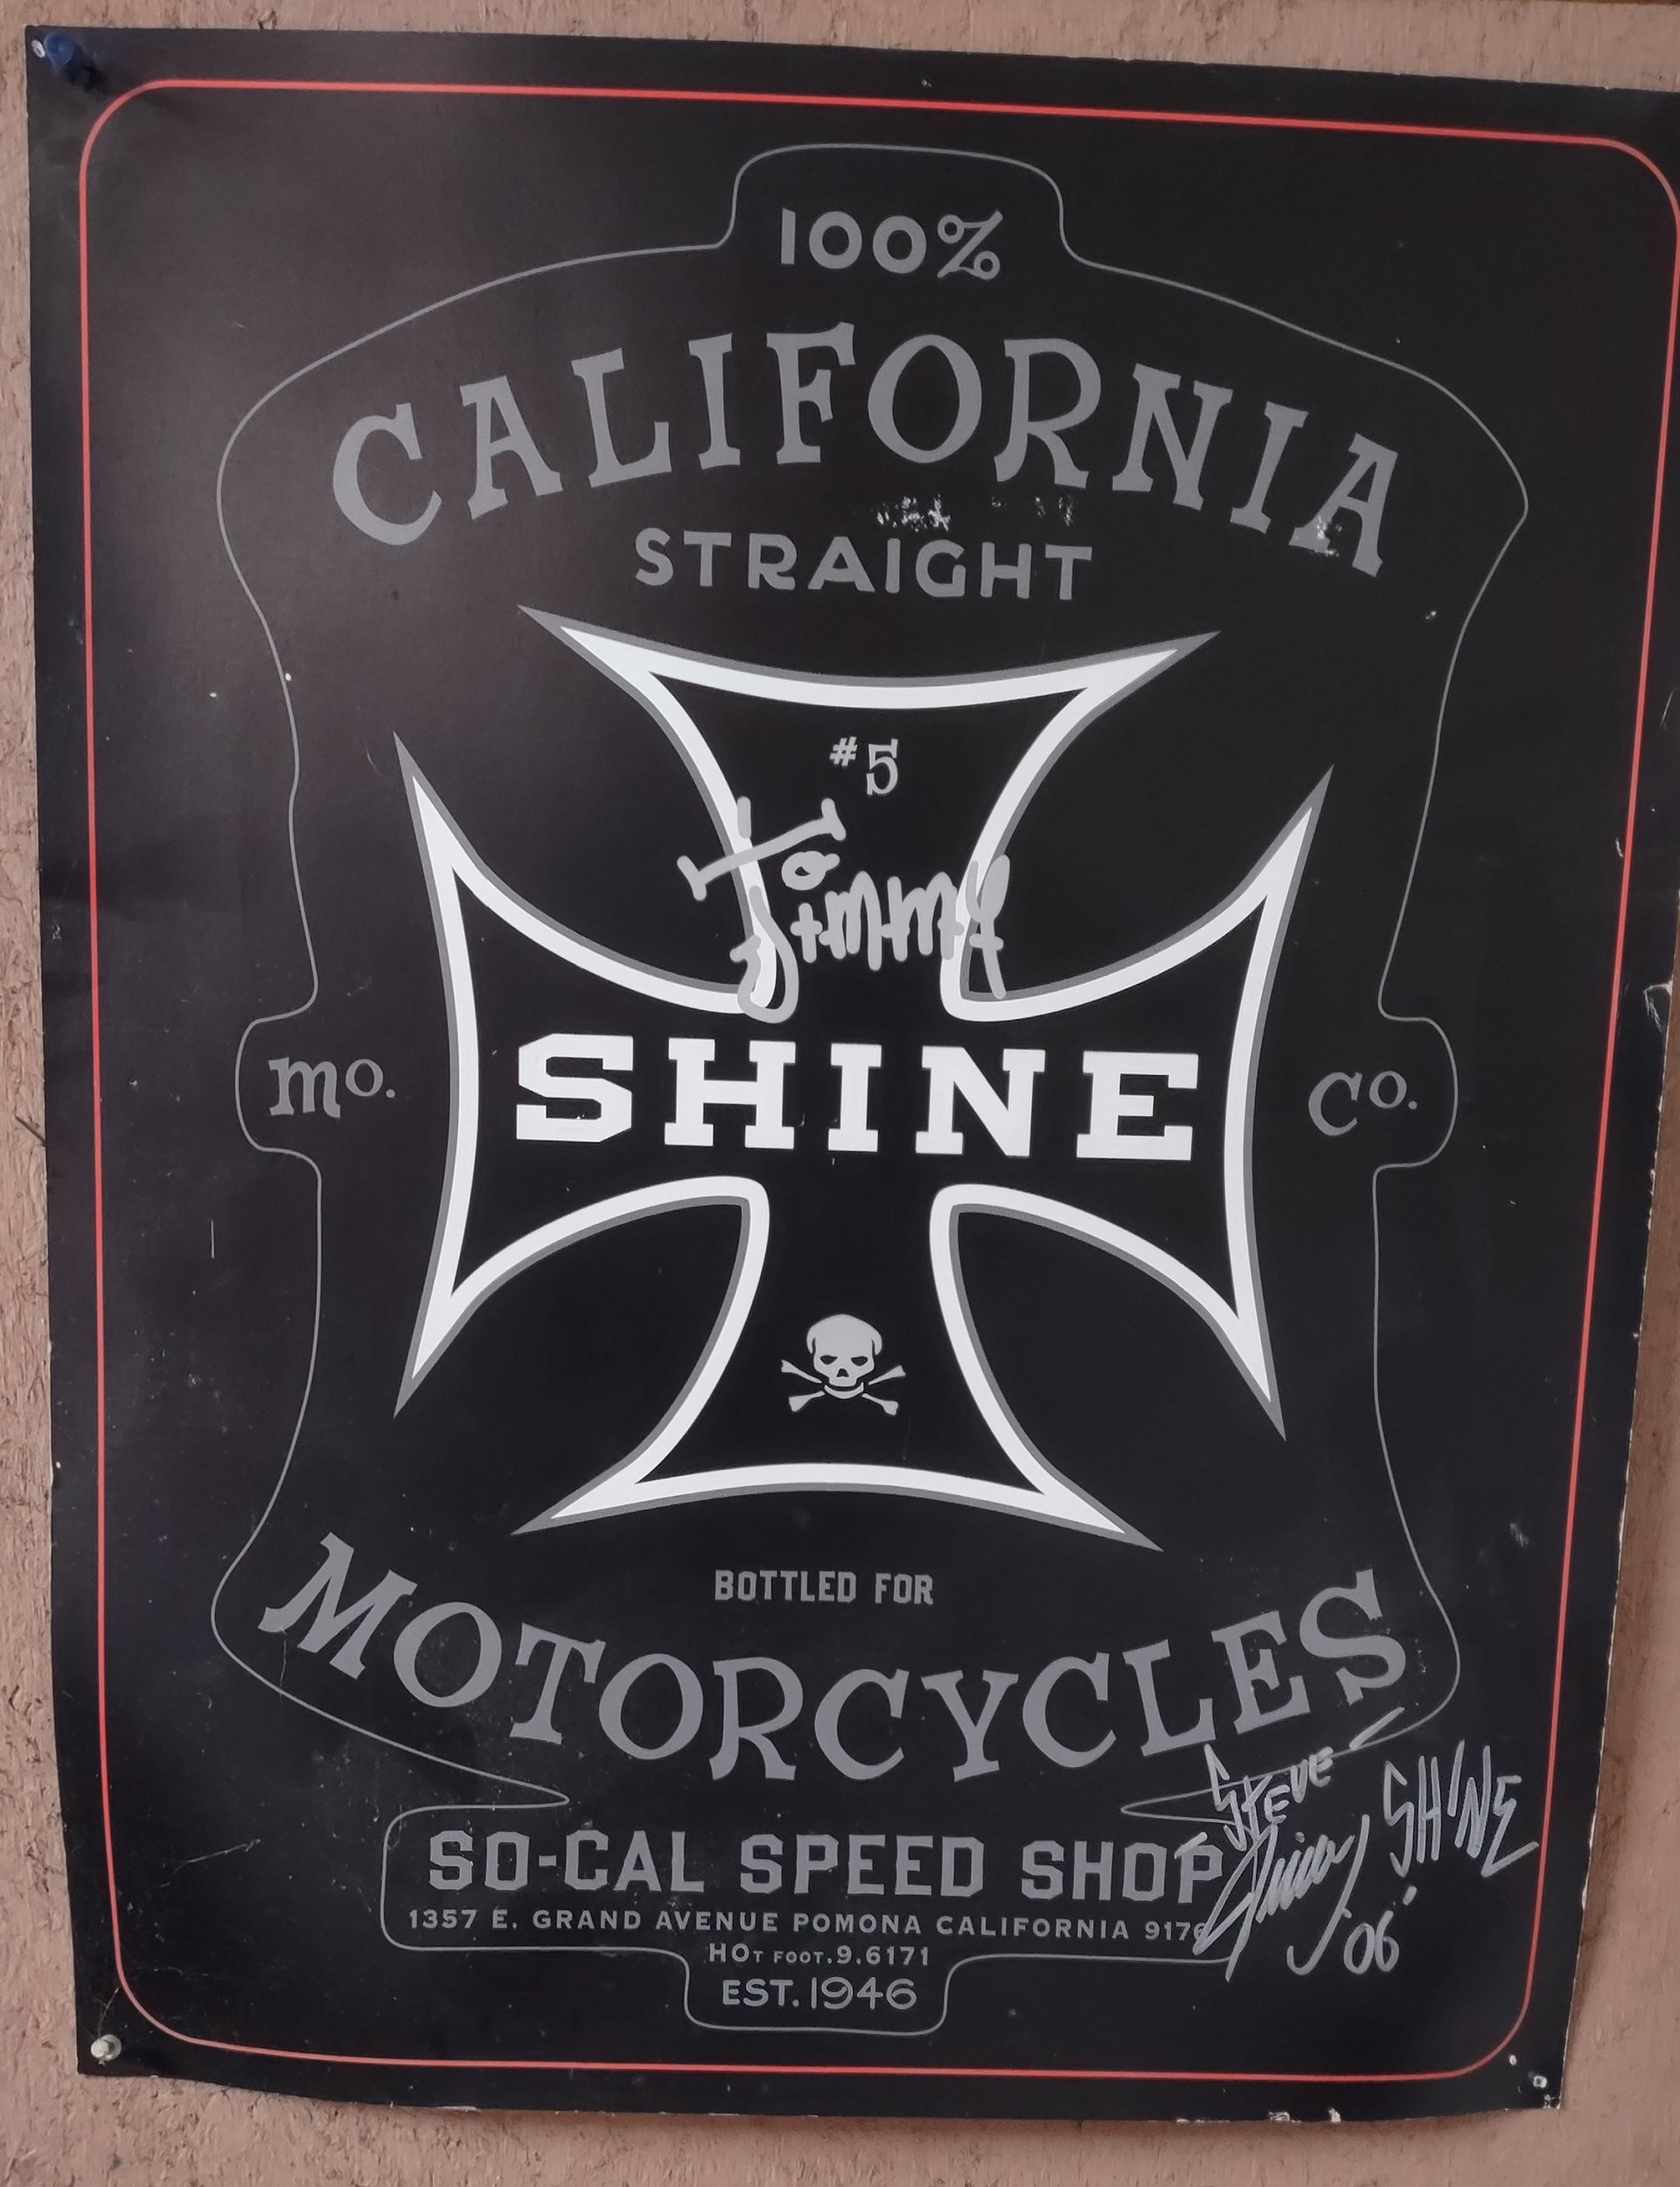 100%
CALIFORNIA
STRAIGHT
#5
To
Jimmy
mo. SHINE co.
BOTTLED FOR
MOTORCYCLES
STEVE
SHINE
SO-CAL SPEED SHOP
1357 E. GRAND AVENUE POMONA CALIFORNIA
HOT FOOT.9.6171
'06
EST.1946